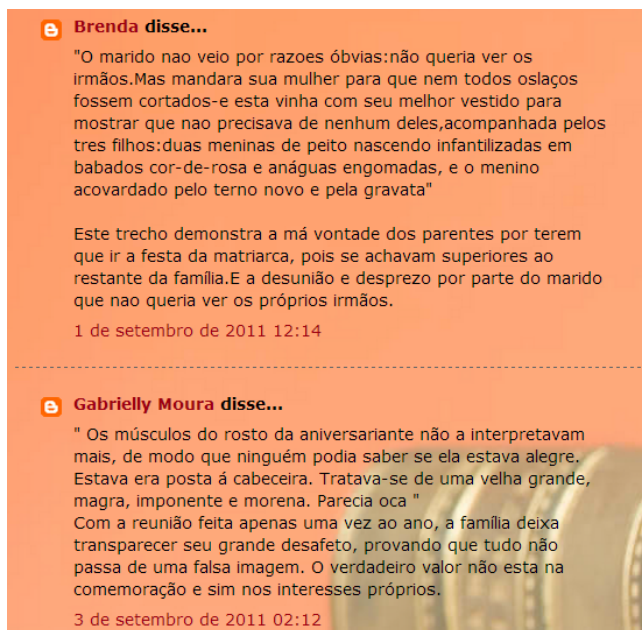 Brenda disse...
"O marido nao veio por razoes óbvias:não queria ver os
irmãos.Mas mandara sua mulher para que nem todos oslaços
fossem cortados-e esta vinha com seu melhor vestido para
mostrar que nao precisava de nenhum deles,acompanhada pelos
tres filhos:duas meninas de peito nascendo infantilizadas em
babados cor-de-rosa e anáguas engomadas, e o menino
acovardado pelo terno novo e pela gravata"
Este trecho demonstra a má vontade dos parentes por terem
que ir a festa da matriarca, pois se achavam superiores ao
restante da família.E a desunião e desprezo por parte do marido
que nao queria ver os próprios irmãos.
1 de setembro de 2011 12:14
Gabrielly Moura disse...
" Os músculos do rosto da aniversariante não a interpretavam
mais, de modo que ninguém podia saber se ela estava alegre.
Estava era posta á cabeceira. Tratava-se de uma velha grande,
magra, imponente e morena. Parecia oca "
Com a reunião feita apenas uma vez ao ano, a família deixa
transparecer seu grande desafeto, provando que tudo não
passa de uma falsa imagem. O verdadeiro valor não esta na
comemoração e sim nos interesses próprios.
3 de setembro de 2011 02:12